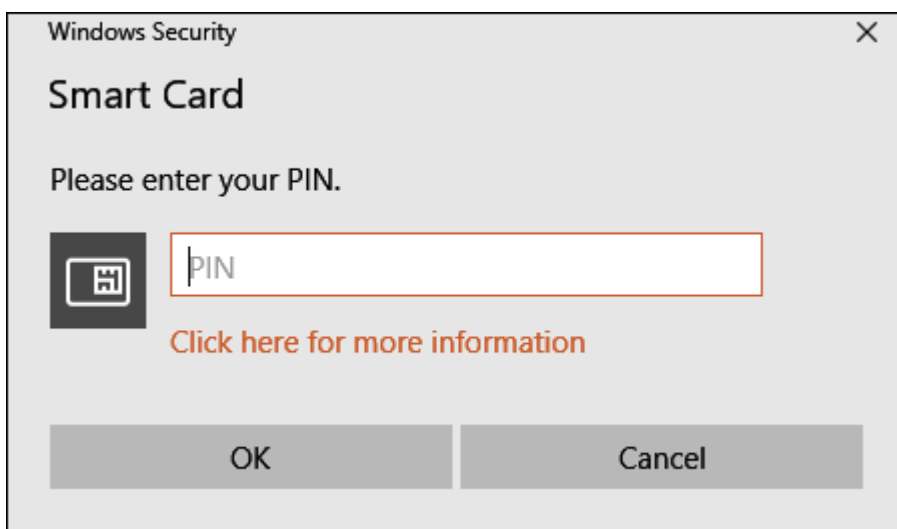 Windows Security
Smart Card
Please enter your PIN.
PIN
Click here for more information
OK
Cancel